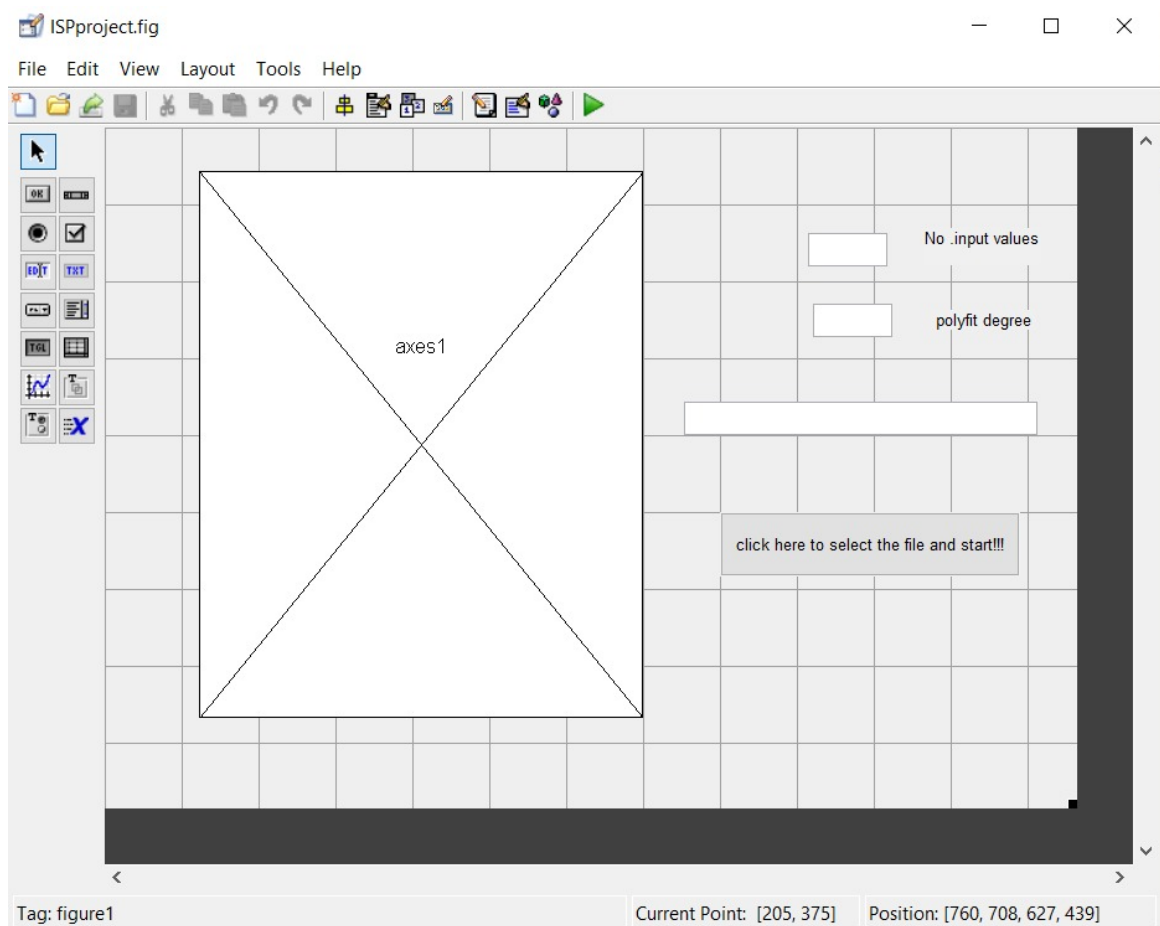 ISPproject.fig
File Edit View Layout Tools Help
OK
EDIT TXT
TGL
axes1
No .input values
polyfit degree
click here to select the file and start!!!
Tag: figure1
Current Point: [205, 375]
Position: [760, 708, 627, 439]